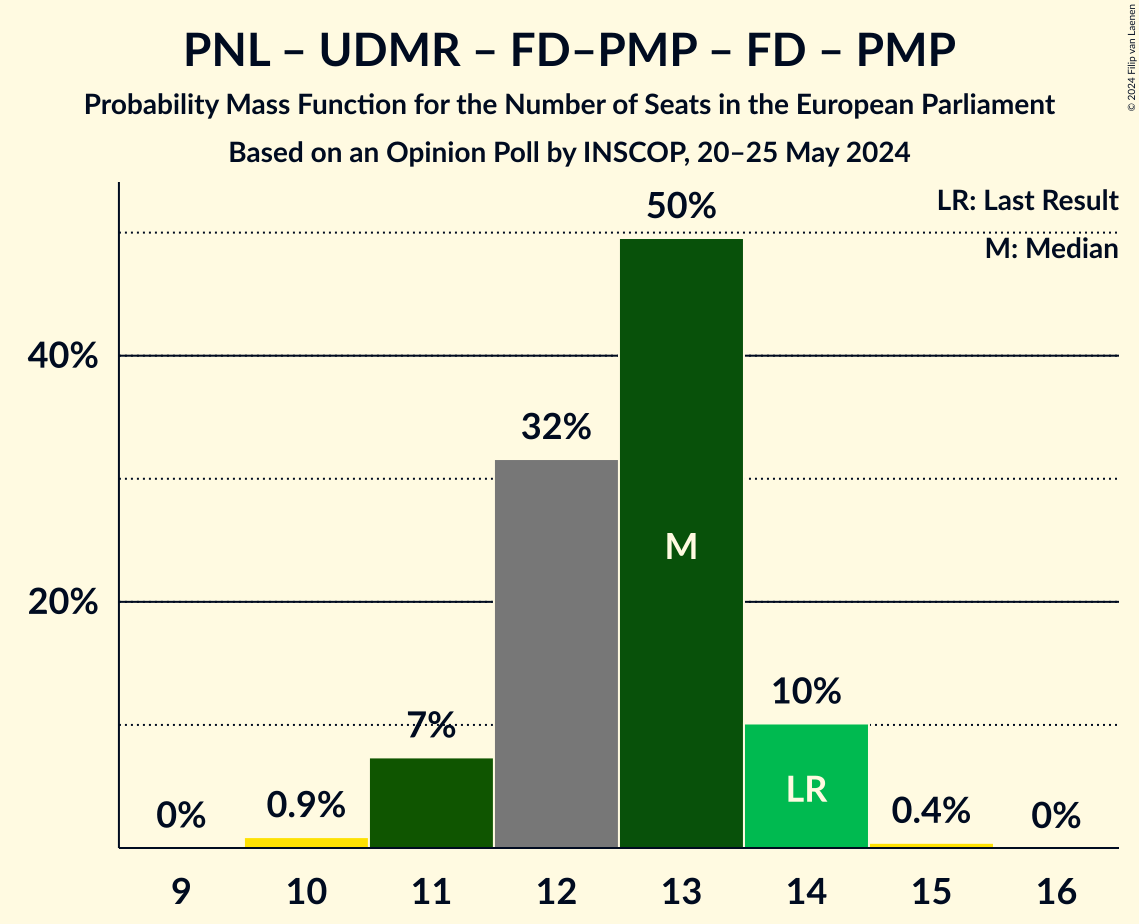 PNL – UDMR – FD–PMP – FD – PMP
Probability Mass Function for the Number of Seats in the European Parliament
Based on an Opinion Poll by INSCOP, 20–25 May 2024
© 2024 Filip van Laenen
LR: Last Result
M: Median
50%
40%
32%
M
20%
10%
7%
LR
0%
0.9%
0.4%
0%
9 10 11 12 13 14 15 16